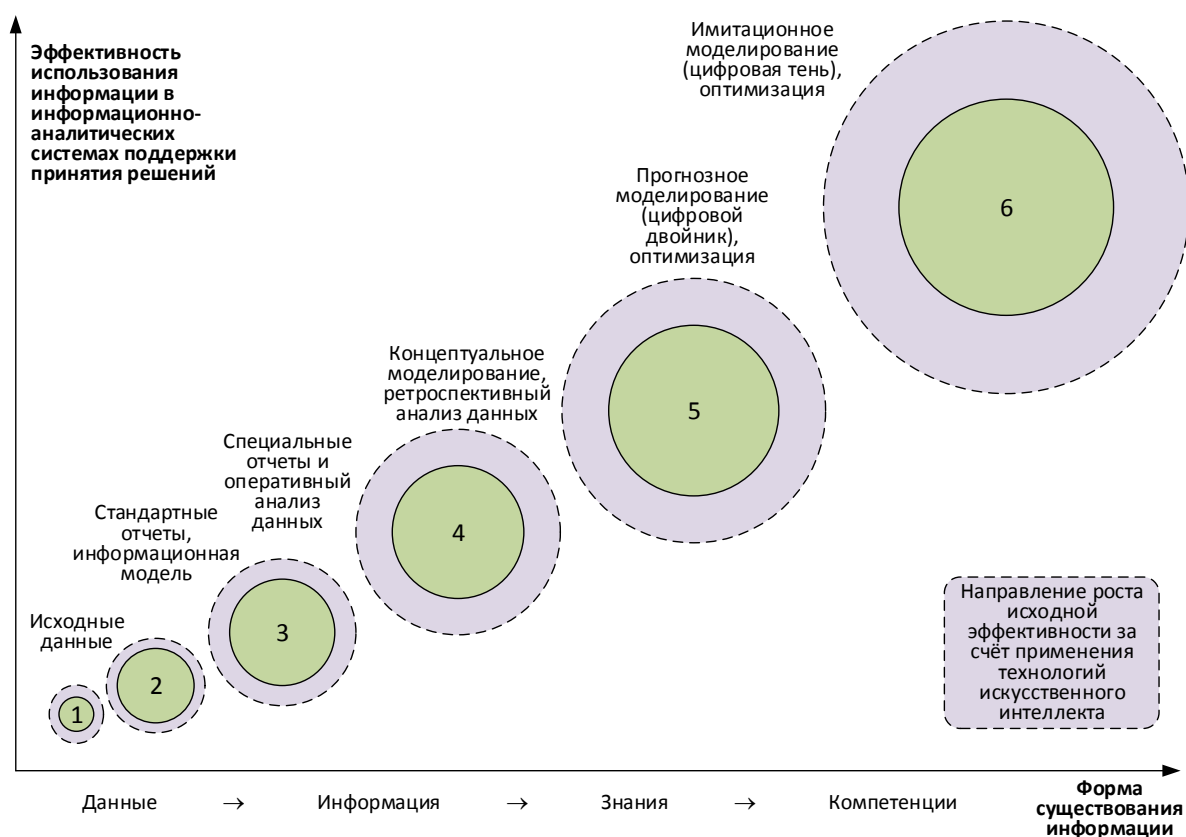 Эффективность
использования
информации в
информационно-
аналитических
системах поддержки
принятия решений
Имитационное
моделирование
(цифровая тень),
оптимизация
6
Прогнозное
моделирование
(цифровой
двойник),
оптимизация
5
Концептуальное
моделирование,
ретроспективный
анализ данных
4
Специальные
отчеты и
оперативный
анализ
данных
3
Стандартные
отчеты,
информационная
модель
2
Исходные
данные
1
Направление роста
исходной
эффективности за
счёт применения
технологий
искусственного
интеллекта
Данные → Информация → Знания → Компетенции
Форма
существования
информации